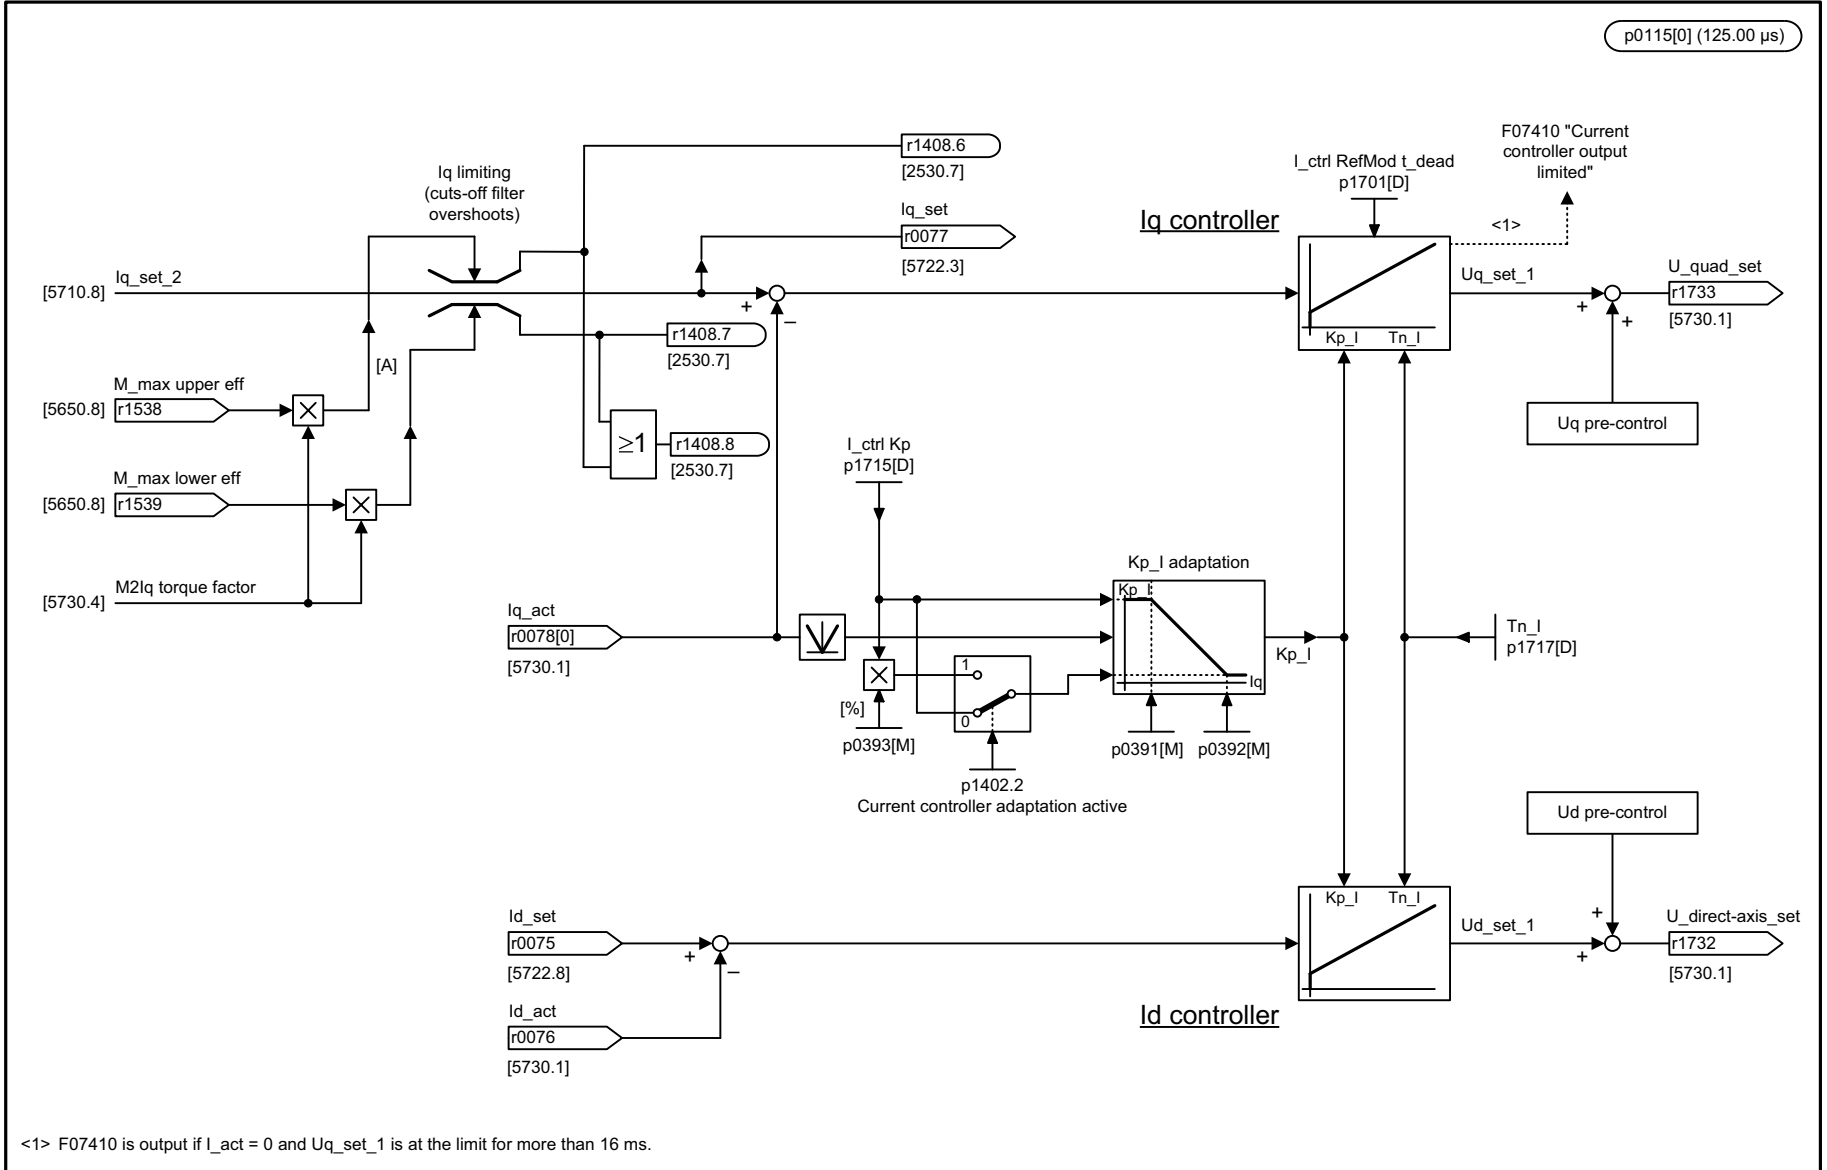 p0115[0] (125.00 µs)
F07410 "Current
controller output
limited"
<1>
r1408.6
[2530.7]
Iq limiting
(cuts-off filter
overshoots)
I_ctrl RefMod t_dead
p1701[D]
Iq_set
r0077
[5722.3]
Iq controller
[5710.8]
Iq_set_2
+
–
Kp_I
Tn_I
Uq_set_1
+
+
U_quad_set
r1733
[5730.1]
r1408.7
[2530.7]
[A]
M_max upper eff
[5650.8]
r1538
≥1
r1408.8
[2530.7]
Uq pre-control
I_ctrl Kp
p1715[D]
M_max lower eff
[5650.8]
r1539
M2Iq torque factor
[5730.4]
Kp_I adaptation
Kp_I
Iq
Iq_act
r0078[0]
[5730.1]
Kp_I
Tn_I
p1717[D]
1
0
[%]
p0393[M]
p0391[M]
p0392[M]
p1402.2
Current controller adaptation active
Ud pre-control
Id_set
r0075
[5722.8]
+
–
Kp_I
Tn_I
Ud_set_1
+
+
U_direct-axis_set
r1732
[5730.1]
Id_act
r0076
[5730.1]
Id controller
<1> F07410 is output if I_act = 0 and Uq_set_1 is at the limit for more than 16 ms.